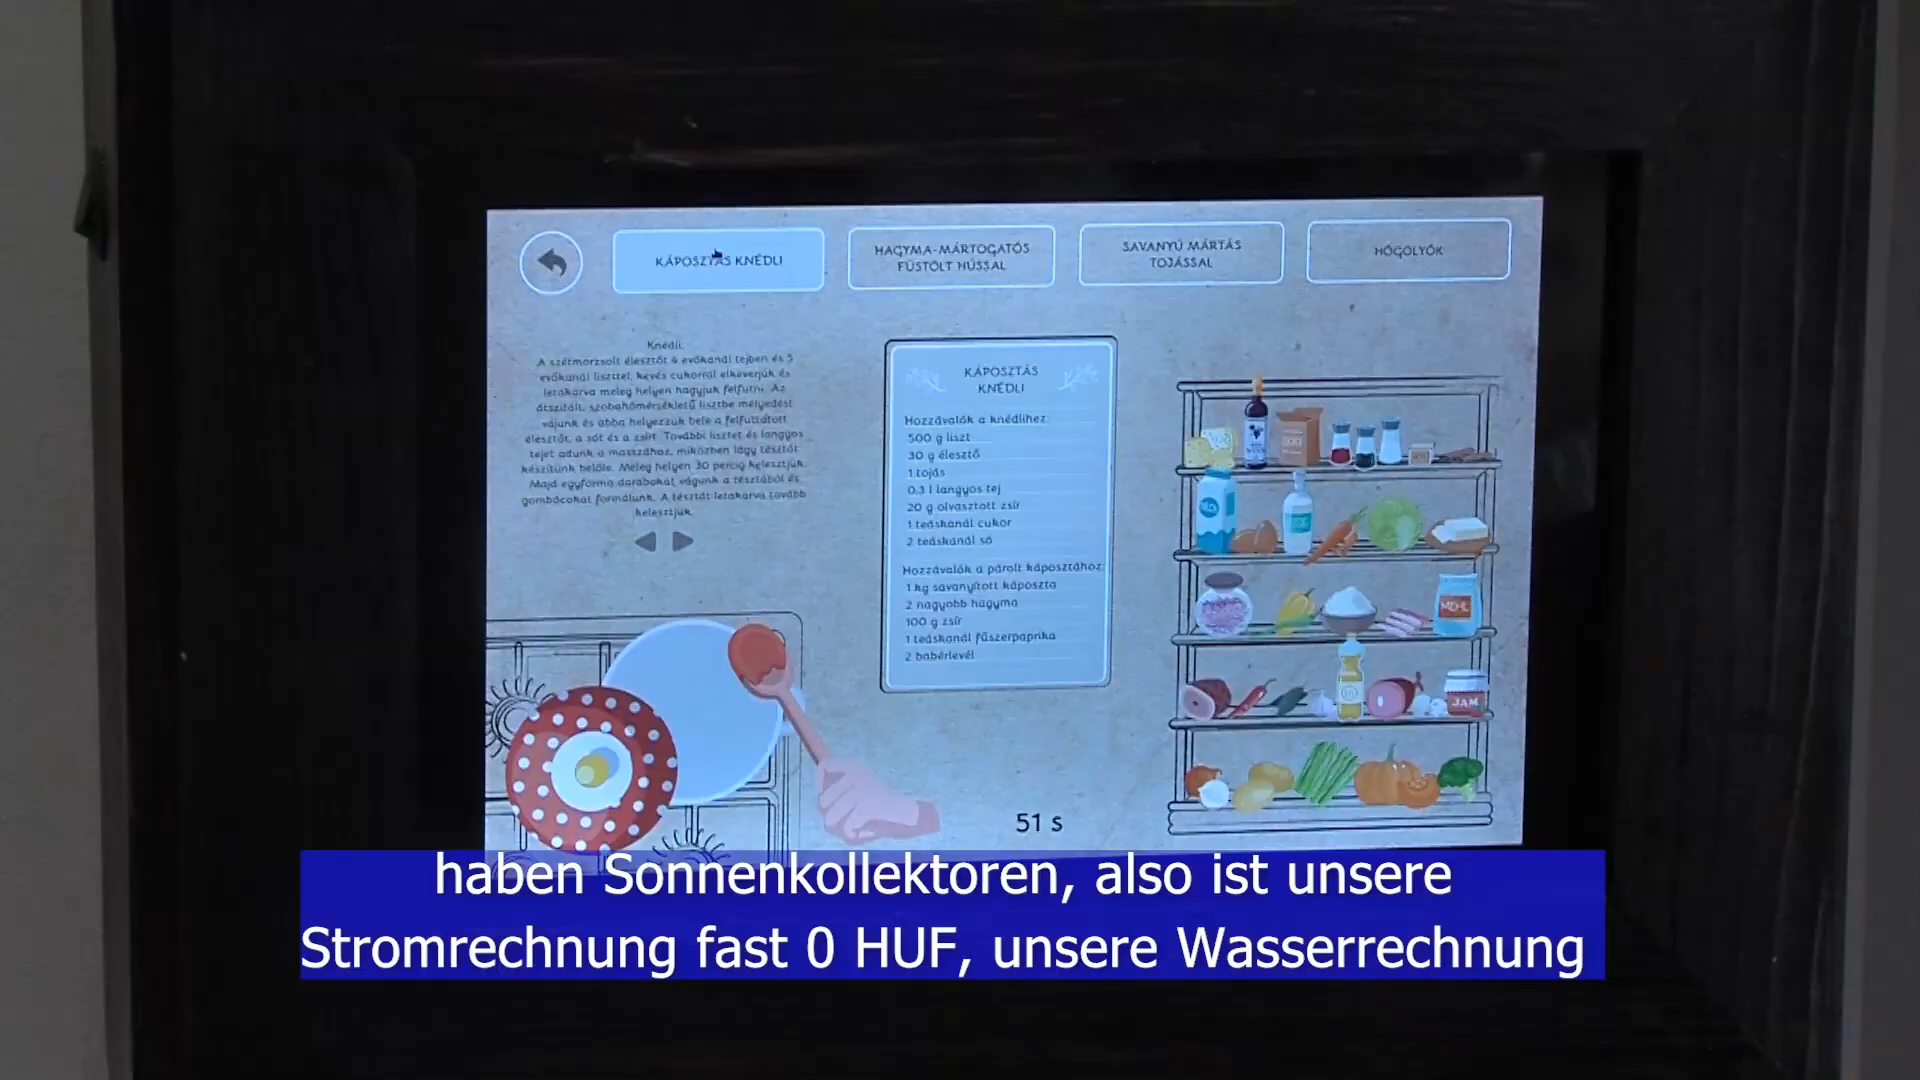 KÁPOSZTÁS KNÉDLI
HAGYMA-MÁRTOGATÓS
FÜSTÖLT HÚSSAL
SAVANYÚ MÁRTÁS
TOJÁSSAL
HÓGOLYÓK
Knédli:
A szétmorzsolt élesztőt 4 evőkanál tejben és 5
evőkanál liszttel, kevés cukorral elkeverjük és
letakarva meleg helyen hagyjuk felfutni. Az
átszitált, szobahőmérsékletű lisztbe mélyedést
vájunk és abba helyezzük bele a felfuttatott
élesztőt, a sót és a zsírt. További lisztet és langyos
tejet adunk a masszához, miközben lágy tésztát
készítünk belőle. Meleg helyen 30 percig kelesztjük.
Majd egyforma darabokat vágunk a tésztából és
gombócokat formálunk. A tésztát letakarva tovább
kelesztjük.
KÁPOSZTÁS
KNÉDLI
Hozzávalók a knédlihez:
500 g liszt
30 g élesztő
1 tojás
0,3 l langyos tej
20 g olvasztott zsír
1 teáskanál cukor
2 teáskanál só
Hozzávalók a párolt káposztához:
1 kg savanyított káposzta
2 nagyobb hagyma
100 g zsír
1 teáskanál fűszerpaprika
2 babérlevél
MEHL
JAM
51 s
haben Sonnenkollektoren, also ist unsere
Stromrechnung fast 0 HUF, unsere Wasserrechnung